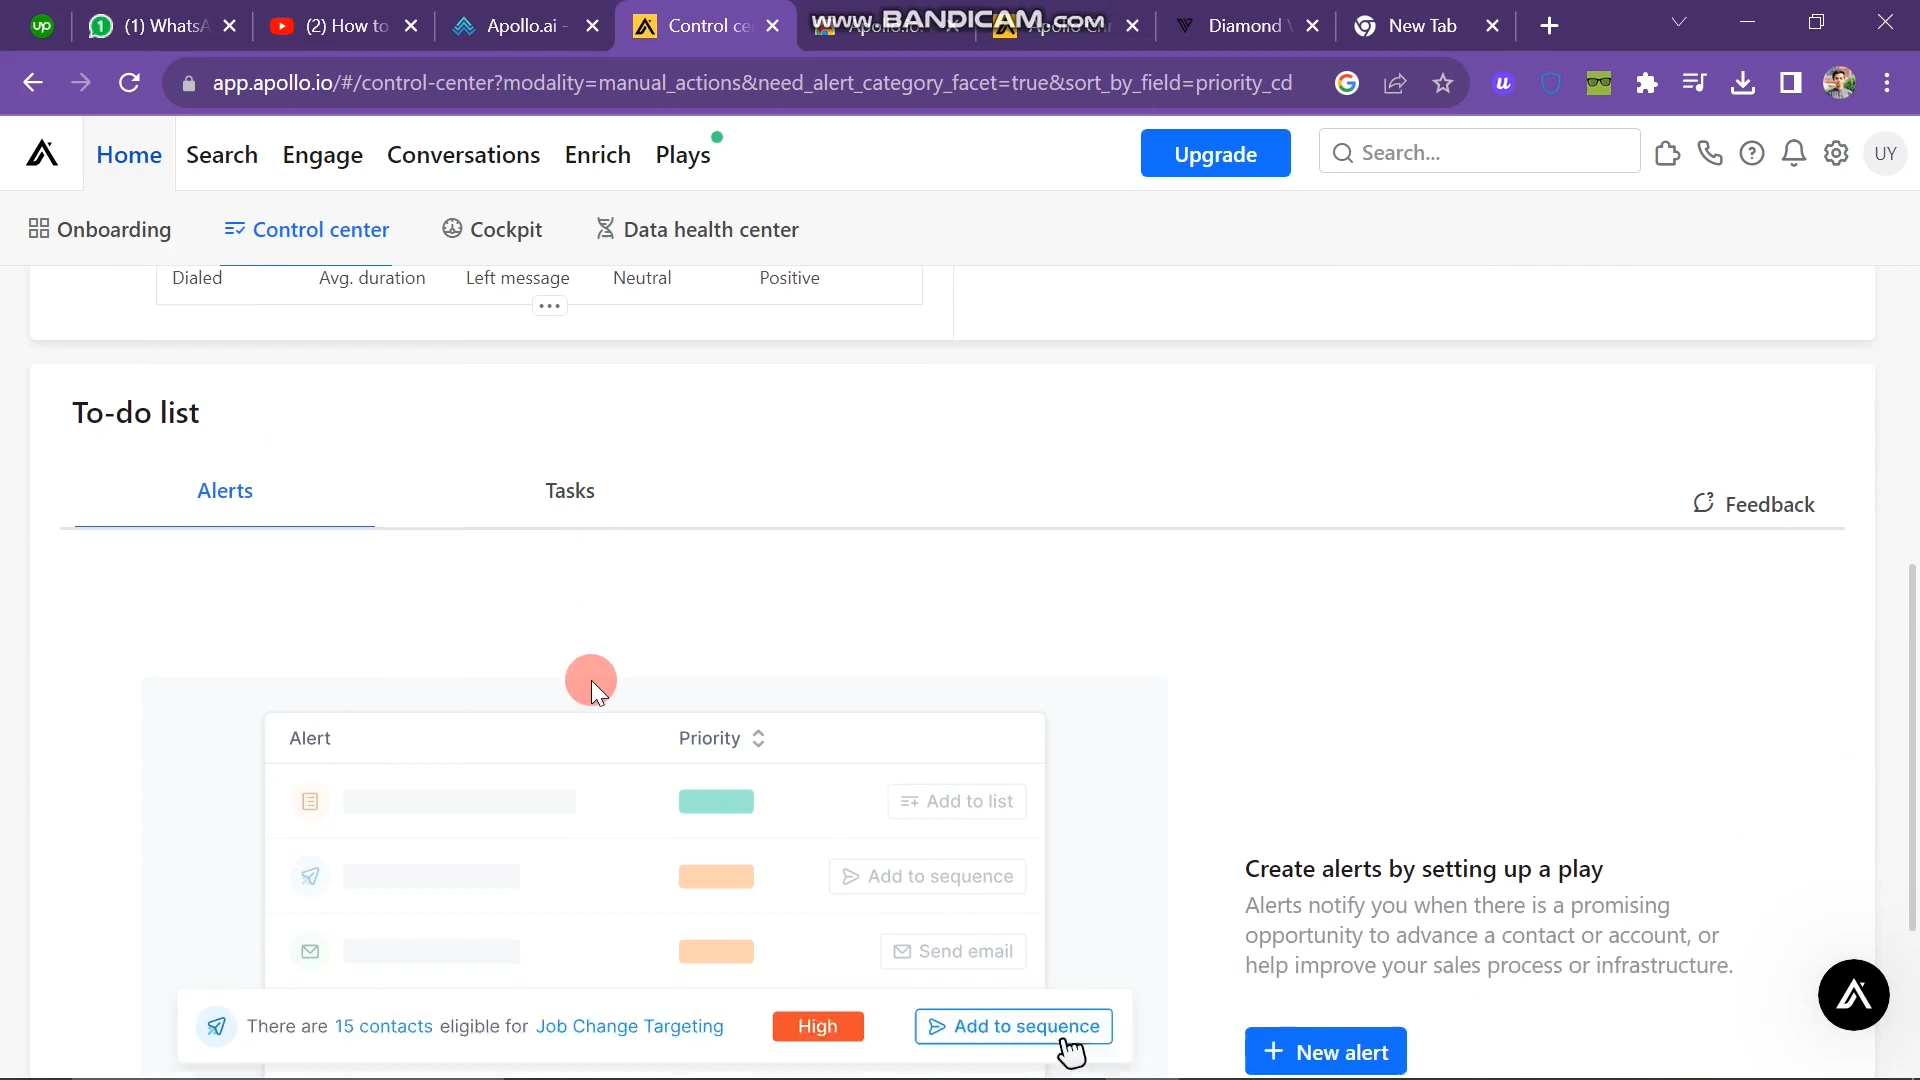 up
1
(1) WhatsA
(2) How to
Apollo.ai -
Control ce
www.BANDICAM.com
Diamond V
New Tab
app.apollo.io/#/control-center?modality=manual_actions&need_alert_category_facet=true&sort_by_field=priority_cd
Home
Search
Engage
Conversations
Enrich
Plays
Upgrade
Search...
UY
Onboarding
Control center
Cockpit
Data health center
Dialed
Avg. duration
Left message
Neutral
Positive
To-do list
Alerts
Tasks
Feedback
Alert
Priority
Add to list
Add to sequence
Send email
There are 15 contacts eligible for Job Change Targeting
High
Add to sequence
Create alerts by setting up a play
Alerts notify you when there is a promising
opportunity to advance a contact or account, or
help improve your sales process or infrastructure.
+ New alert